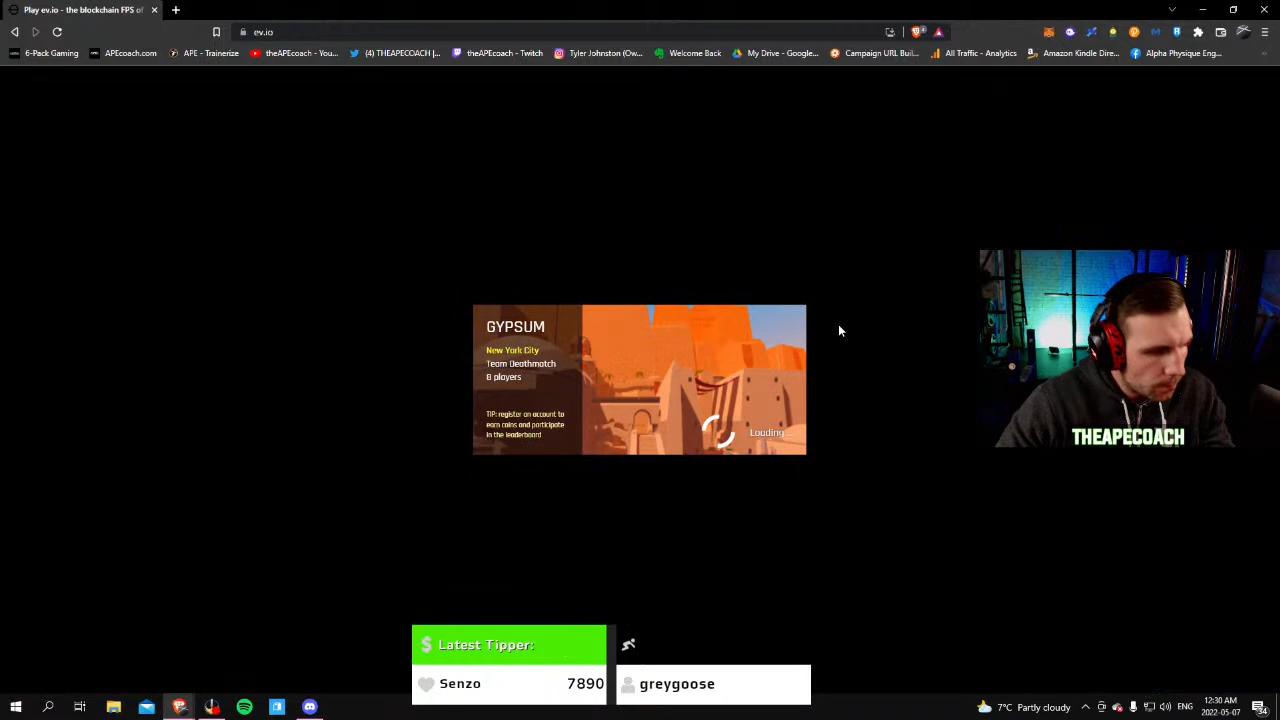 Play ev.io - the blockchain FPS of
ev.io
6-Pack Gaming
APEcoach.com
APE - Trainerize
theAPEcoach - You...
(4) THEAPECOACH |...
theAPEcoach - Twitch
Tyler Johnston (Ow...
Welcome Back
My Drive - Google...
Campaign URL Buil...
All Traffic - Analytics
Amazon Kindle Dire...
Alpha Physique Eng...
GYPSUM
New York City
Team Deathmatch
8 players
TIP: register an account to
earn coins and participate
in the leaderboard
Loading ...
THEAPECOACH
Latest Tipper:
Senzo 7890
greygoose
7°C Partly cloudy
ENG
12:30 AM
2022-05-07